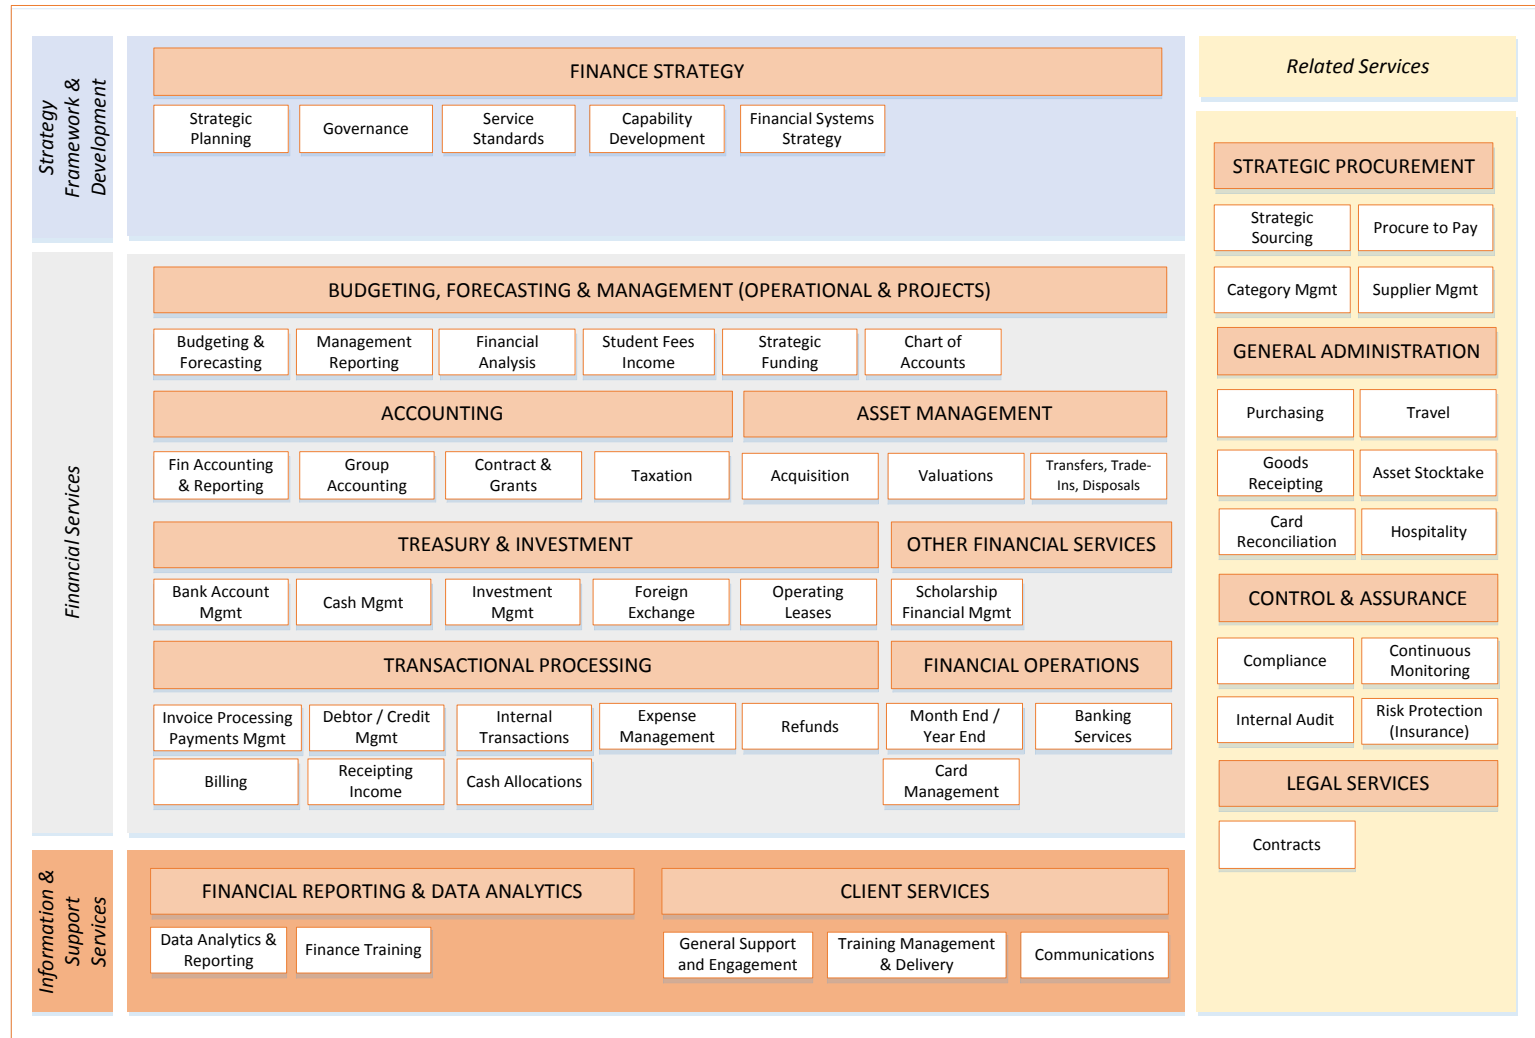 Strategy
Framework &
Development
FINANCE STRATEGY
Strategic
Planning
Governance
Service
Standards
Capability
Development
Financial Systems
Strategy
Financial Services
BUDGETING, FORECASTING & MANAGEMENT (OPERATIONAL & PROJECTS)
Budgeting &
Forecasting
Management
Reporting
Financial
Analysis
Student Fees
Income
Strategic
Funding
Chart of
Accounts
ACCOUNTING
Fin Accounting
& Reporting
Group
Accounting
Contract &
Grants
Taxation
ASSET MANAGEMENT
Acquisition
Valuations
Transfers, Trade-
Ins, Disposals
TREASURY & INVESTMENT
Bank Account
Mgmt
Cash Mgmt
Investment
Mgmt
Foreign
Exchange
Operating
Leases
OTHER FINANCIAL SERVICES
Scholarship
Financial Mgmt
TRANSACTIONAL PROCESSING
Invoice Processing
Payments Mgmt
Debtor / Credit
Mgmt
Internal
Transactions
Expense
Management
Refunds
Billing
Receipting
Income
Cash Allocations
FINANCIAL OPERATIONS
Month End /
Year End
Banking
Services
Card
Management
Information &
Support
Services
FINANCIAL REPORTING & DATA ANALYTICS
Data Analytics &
Reporting
Finance Training
CLIENT SERVICES
General Support
and Engagement
Training Management
& Delivery
Communications
Related Services
STRATEGIC PROCUREMENT
Strategic
Sourcing
Procure to Pay
Category Mgmt
Supplier Mgmt
GENERAL ADMINISTRATION
Purchasing
Travel
Goods
Receipting
Asset Stocktake
Card
Reconciliation
Hospitality
CONTROL & ASSURANCE
Compliance
Continuous
Monitoring
Internal Audit
Risk Protection
(Insurance)
LEGAL SERVICES
Contracts